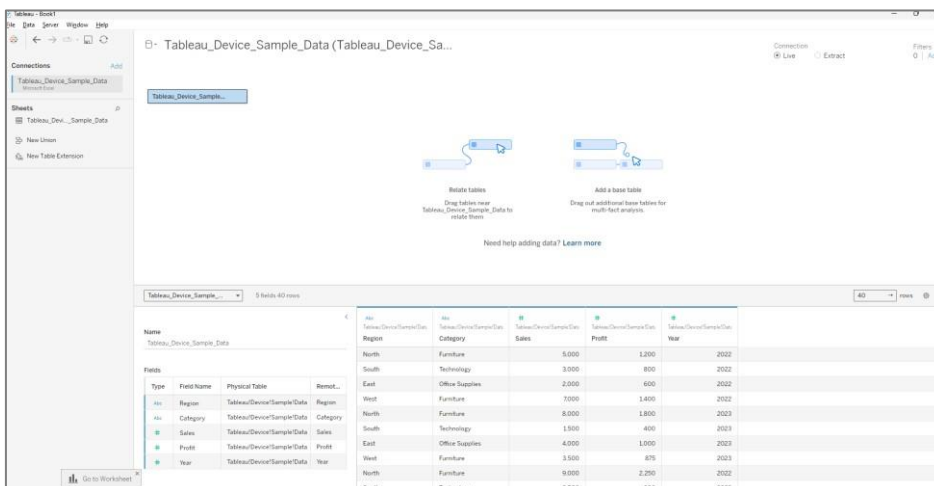 Tableau - Book1
File Data Server Window Help
Tableau_Device_Sample_Data (Tableau_Device_Sa...
Connection
Live Extract
Filters
0
Connections Add
Tableau_Device_Sample_Data
Microsoft Excel
Sheets
Tableau_Devi..._Sample_Data
New Union
New Table Extension
Tableau_Device_Sample...
Relate tables
Drag tables near
Tableau_Device_Sample_Data to
relate them.
Add a base table
Drag out additional base tables for
multi-fact analysis.
Need help adding data? Learn more
Tableau_Device_Sample_... 5 fields 40 rows
40 rows
Name
Tableau_Device_Sample_Data
Fields
Type Field Name Physical Table Remot...
Abc Region Tableau!Device!Sample!Data Region
Abc Category Tableau!Device!Sample!Data Category
# Sales Tableau!Device!Sample!Data Sales
# Profit Tableau!Device!Sample!Data Profit
# Year Tableau!Device!Sample!Data Year
Abc Abc # # #
Region Category Sales Profit Year
North Furniture 5,000 1,200 2022
South Technology 3,000 800 2022
East Office Supplies 2,000 600 2022
West Furniture 7,000 1,400 2022
North Furniture 8,000 1,800 2023
South Technology 1,500 400 2023
East Office Supplies 4,000 1,000 2023
West Furniture 3,500 875 2023
North Furniture 9,000 2,250 2022
Go to Worksheet